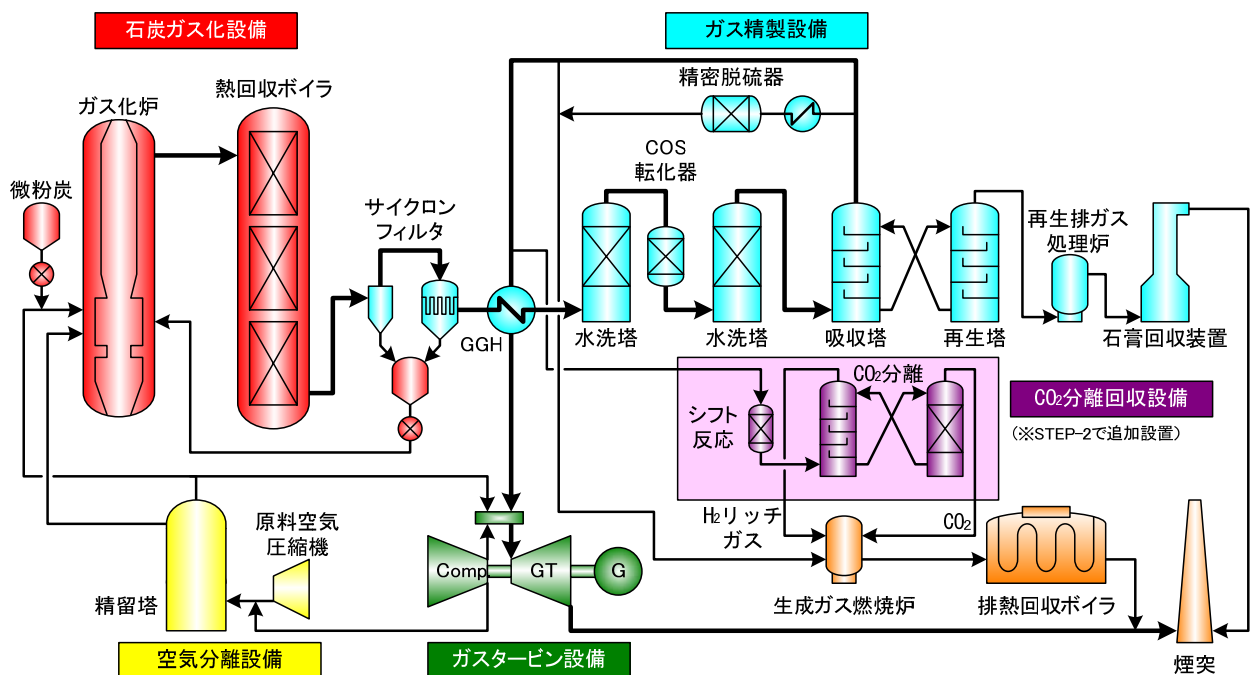 石炭ガス化設備
ガス精製設備
精密脱硫器
熱回収ボイラ
ガス化炉
COS
転化器
微粉炭
サイクロン
フィルタ
再生排ガス
処理炉
GGH
水洗塔
水洗塔
吸収塔
再生塔
石膏回収装置
CO2分離
CO2分離回収設備
(※STEP-2で追加設置)
シフト
反応
H2リッチ
ガス
CO2
原料空気
圧縮機
Comp
GT
G
精留塔
生成ガス燃焼炉
排熱回収ボイラ
空気分離設備
ガスタービン設備
煙突